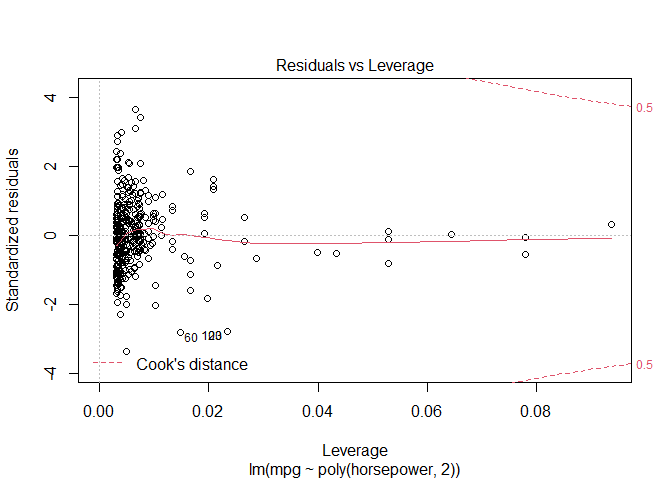 Residuals vs Leverage
Standardized residuals
4
2
0
-2
-4
0.5
0.5
60
Cook's distance
0.00
0.02
0.04
0.06
0.08
Leverage
lm(mpg ~ poly(horsepower, 2))